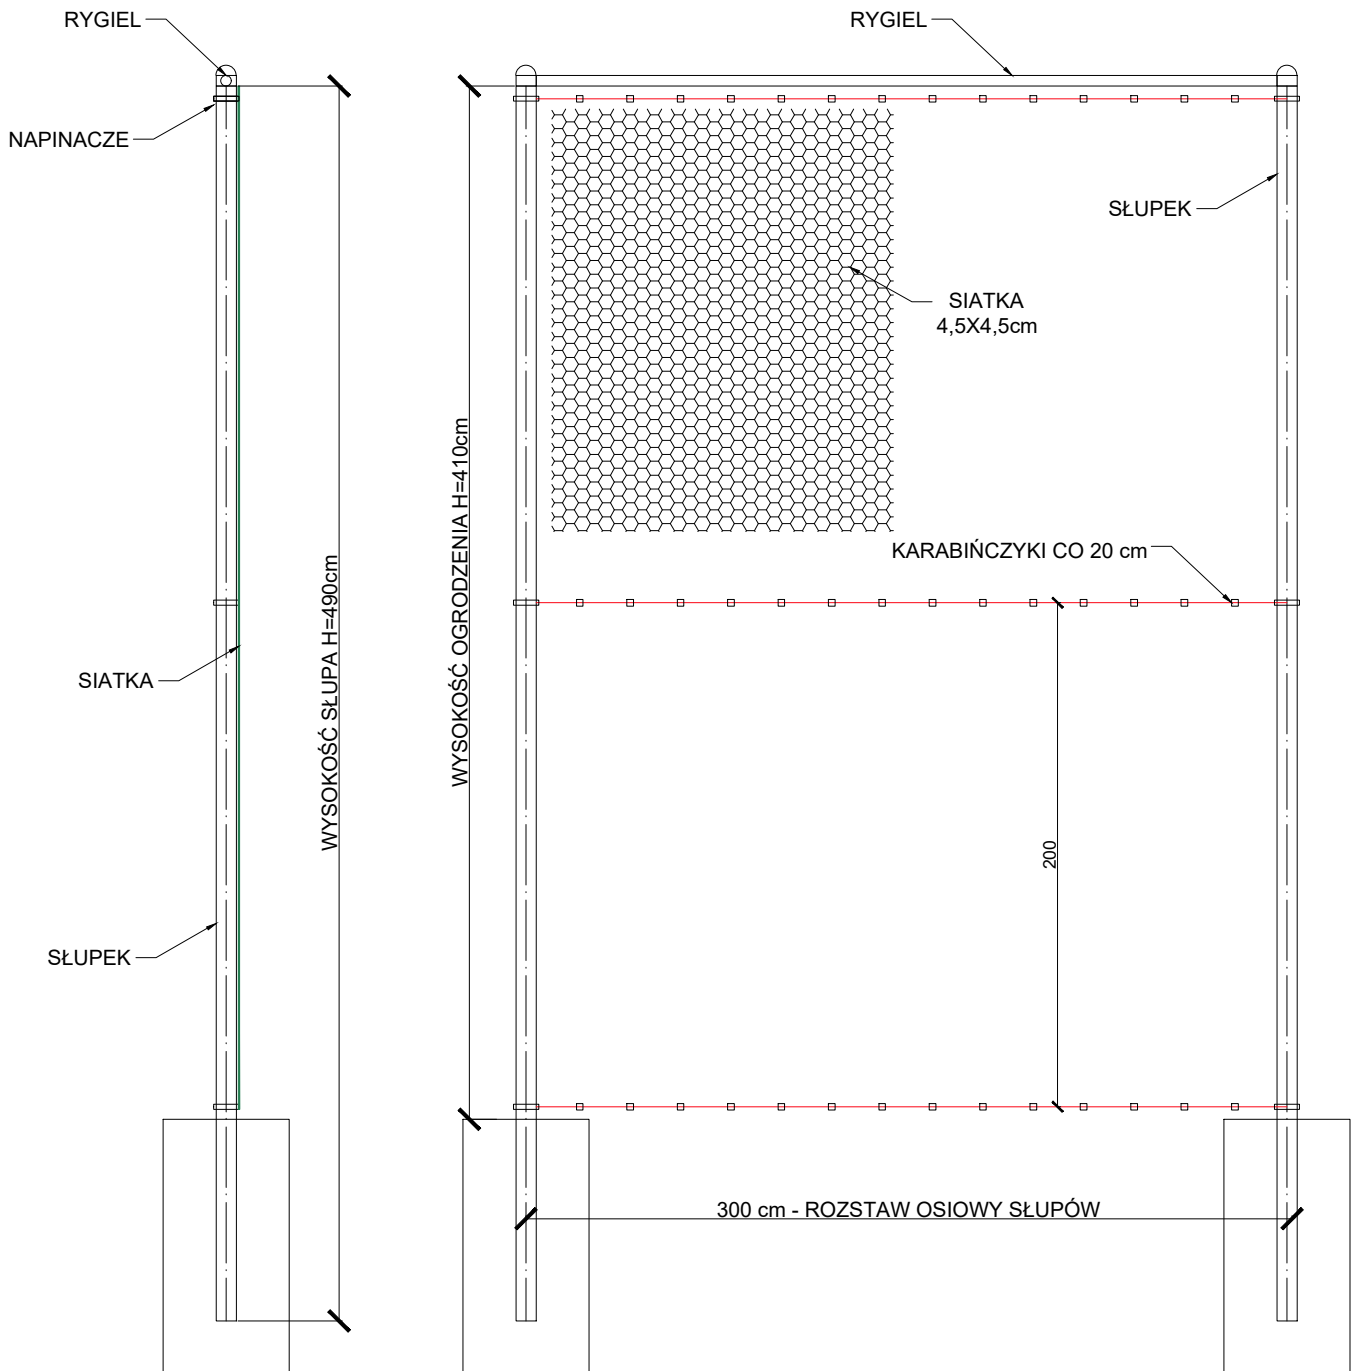 RYGIEL
RYGIEL
NAPINACZE
SŁUPEK
SIATKA
4,5X4,5cm
WYSOKOŚĆ OGRODZENIA H=410cm
KARABIŃCZYKI CO 20 cm
WYSOKOŚĆ SŁUPA H=490cm
SIATKA
200
SŁUPEK
300 cm - ROZSTAW OSIOWY SŁUPÓW